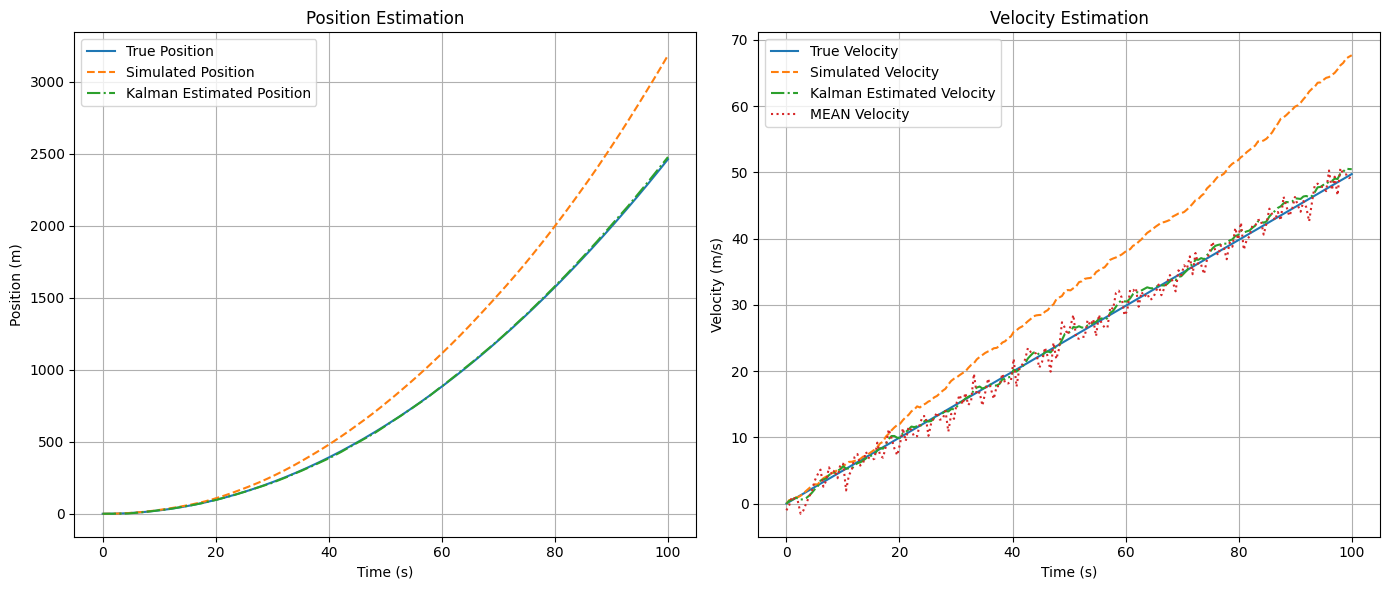 Position Estimation
True Position
Simulated Position
Kalman Estimated Position
Position (m)
3000
2500
2000
1500
1000
500
0
0 20 40 60 80 100
Time (s)
Velocity Estimation
True Velocity
Simulated Velocity
Kalman Estimated Velocity
MEAN Velocity
Velocity (m/s)
70
60
50
40
30
20
10
0
0 20 40 60 80 100
Time (s)